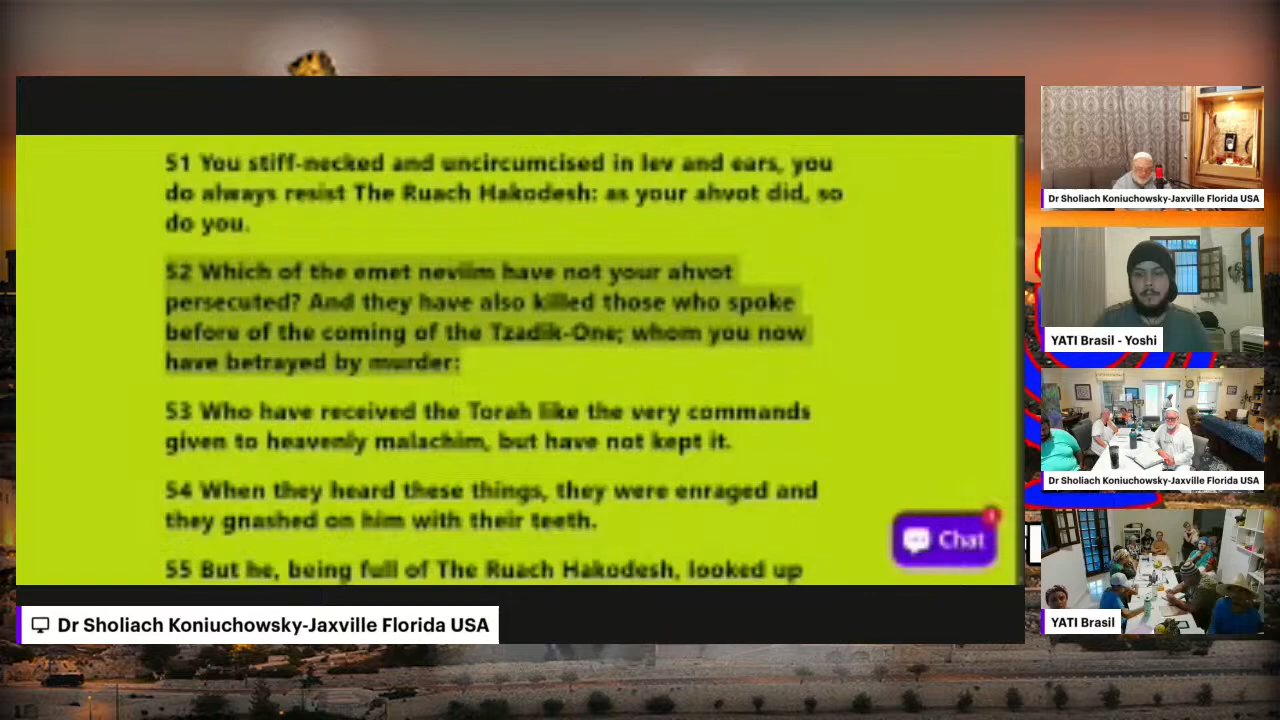 51 You stiff-necked and uncircumcised in lev and ears, you
do always resist The Ruach Hakodesh: as your ahvot did, so
do you.
52 Which of the emet neviim have not your ahvot
persecuted? And they have also killed those who spoke
before of the coming of the Tzadik-One; whom you now
have betrayed by murder:
53 Who have received the Torah like the very commands
given to heavenly malachim, but have not kept it.
54 When they heard these things, they were enraged and
they gnashed on him with their teeth.
55 But he, being full of The Ruach Hakodesh, looked up
Chat
Dr Sholiach Koniuchowsky-Jaxville Florida USA
Dr Sholiach Koniuchowsky-Jaxville Florida USA
YATI Brasil - Yoshi
Dr Sholiach Koniuchowsky-Jaxville Florida USA
YATI Brasil